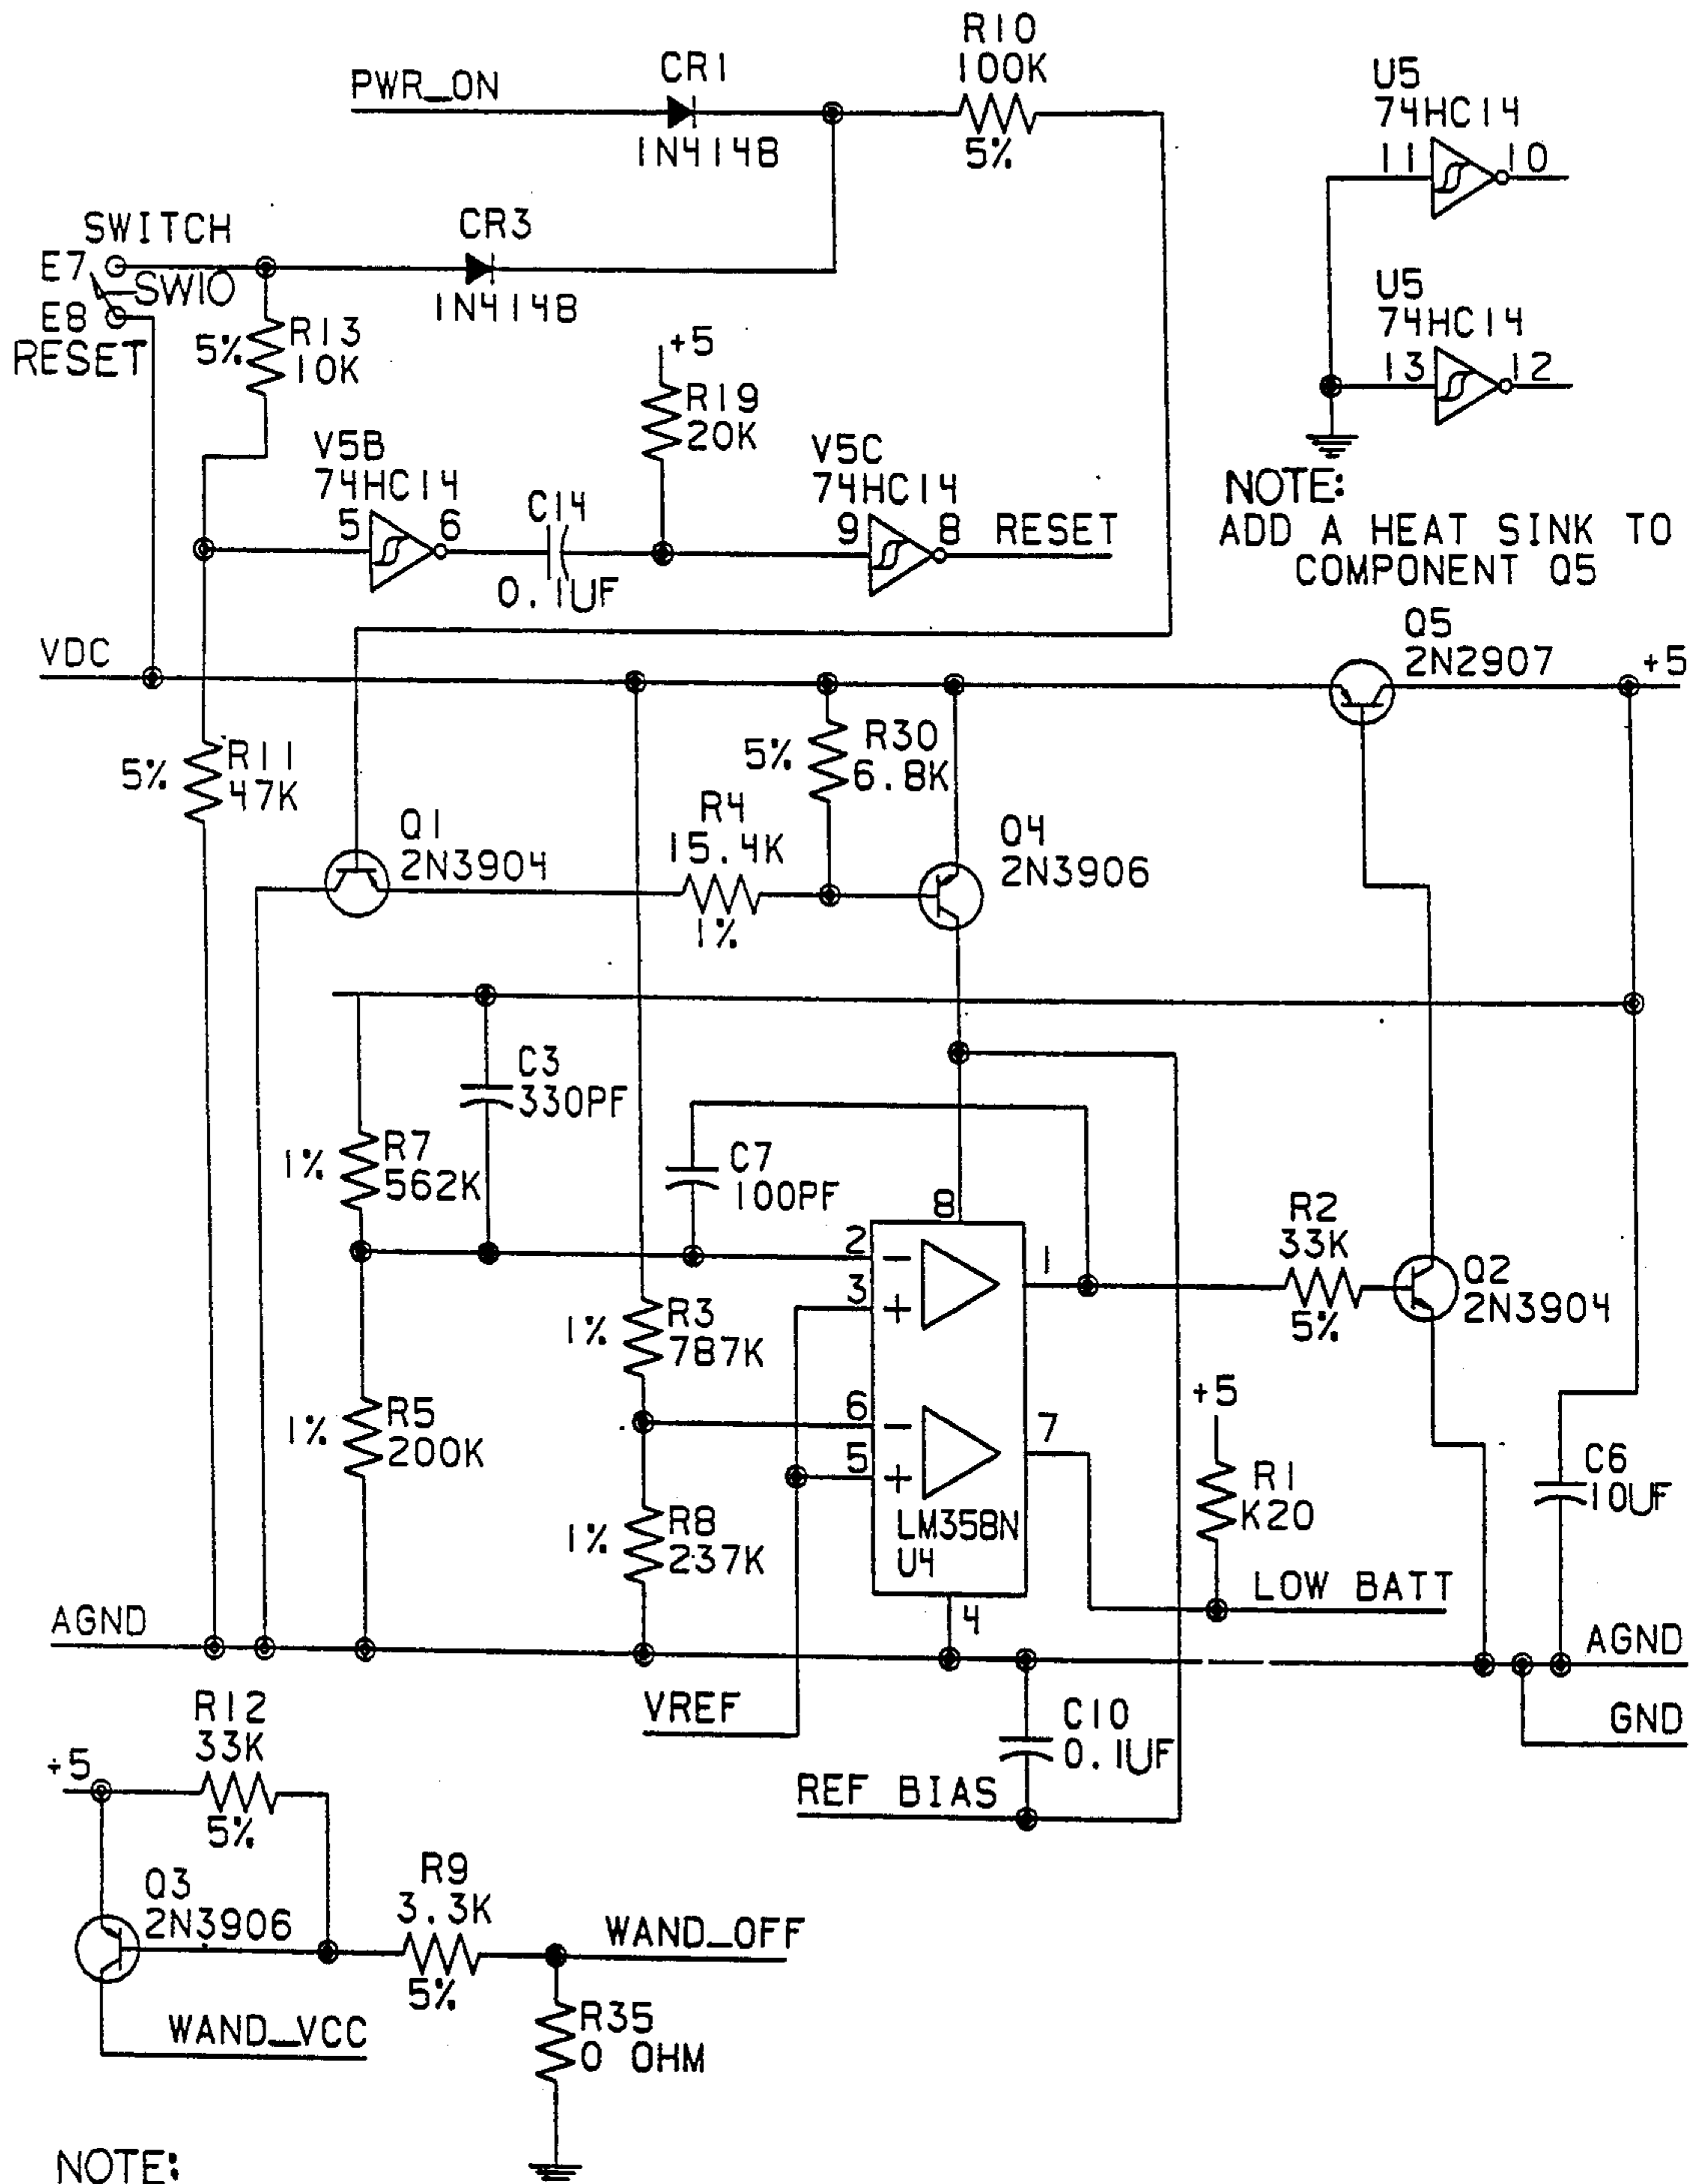 R10
100K
5%
CR1
PWR_ON
1N4148
U5
74HC14
11
10
SWITCH
E7
SW10
E8
RESET
CR3
1N4148
5%
R13
10K
+5
R19
20K
U5
74HC14
13
12
V5B
74HC14
5
6
C14
0.1UF
V5C
74HC14
9
8
RESET
NOTE:
ADD A HEAT SINK TO
COMPONENT Q5
VDC
Q5
2N2907
+5
5%
R11
47K
5%
R30
6.8K
Q1
2N3904
R4
15.4K
1%
Q4
2N3906
C3
330PF
1%
R7
562K
C7
100PF
8
2
-
3
+
1
R2
33K
5%
Q2
2N3904
1%
R3
787K
1%
R5
200K
6
-
5
+
7
LM358N
U4
+5
R1
K20
C6
10UF
1%
R8
237K
4
LOW BATT
AGND
AGND
GND
VREF
C10
0.1UF
REF BIAS
R12
33K
+5
5%
Q3
2N3906
R9
3.3K
5%
WAND_OFF
WAND_VCC
R35
0 OHM
NOTE: